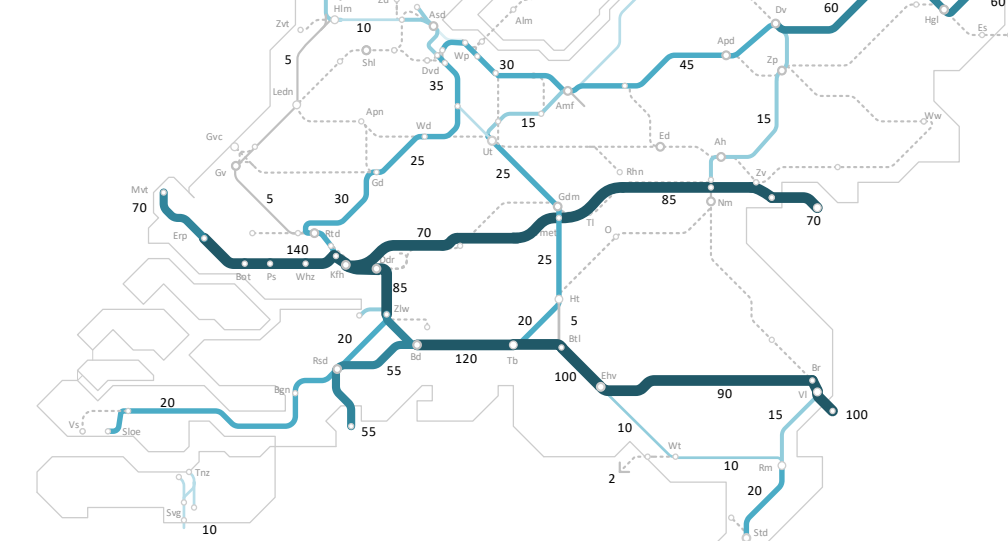 60
60
Hlm
Asd
Dv
Zvt
10
Alm
Hgl
Es
5
Shl
Wp
Apd
Dvd
30
45
Zp
35
Ledn
Amf
Apn
15
15
Ww
Wd
Gvc
Ut
Ed
Ah
25
Gv
25
Rhn
Zv
Gd
Mvt
Gdm
85
Nm
70
5
30
Tl
70
Erp
Rtd
70
met
O
140
Ddr
25
Bot
Ps
Whz
Kfh
85
Ht
Zlw
20
5
20
Btl
Rsd
Bd
120
Tb
55
100
Ehv
Br
Bgn
90
Vl
20
15
100
Vs
Sloe
55
10
Wt
10
Rm
Tnz
2
20
Svg
10
Std